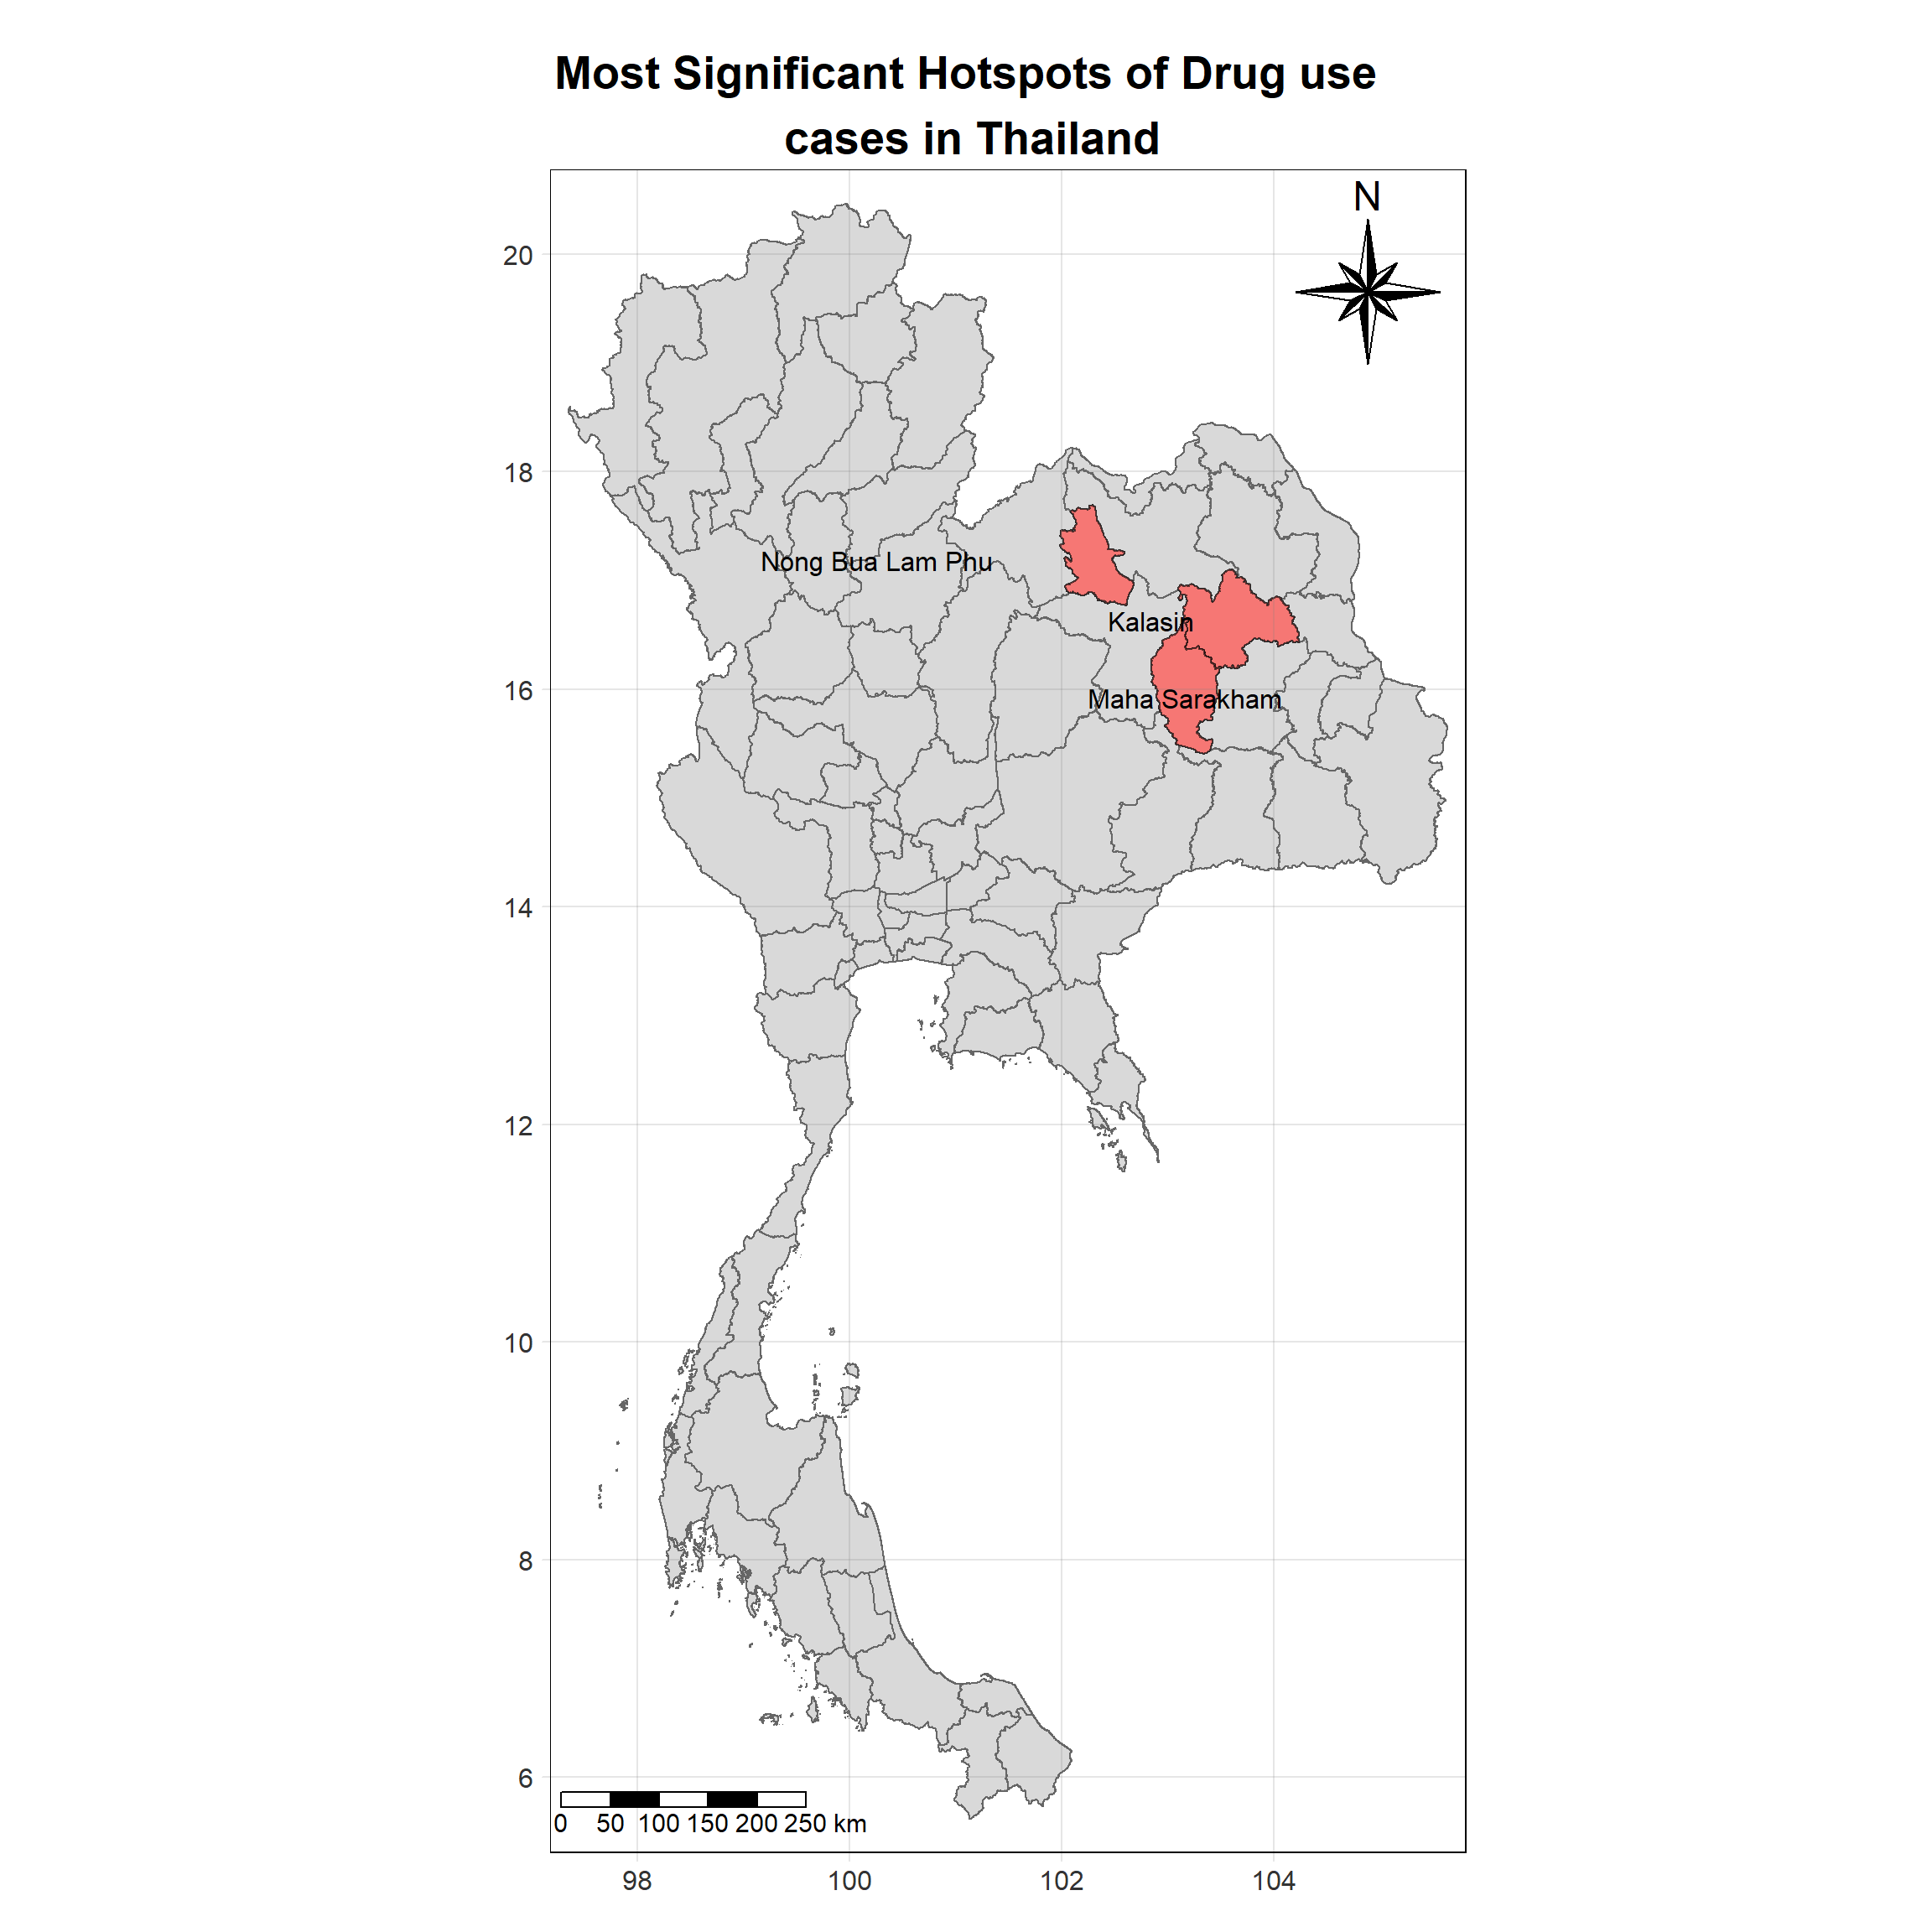 Most Significant Hotspots of Drug use
cases in Thailand
N
20
18
Nong Bua Lam Phu
Kalasin
16
Maha Sarakham
14
12
10
8
6
0 50 100 150 200 250 km
98 100 102 104